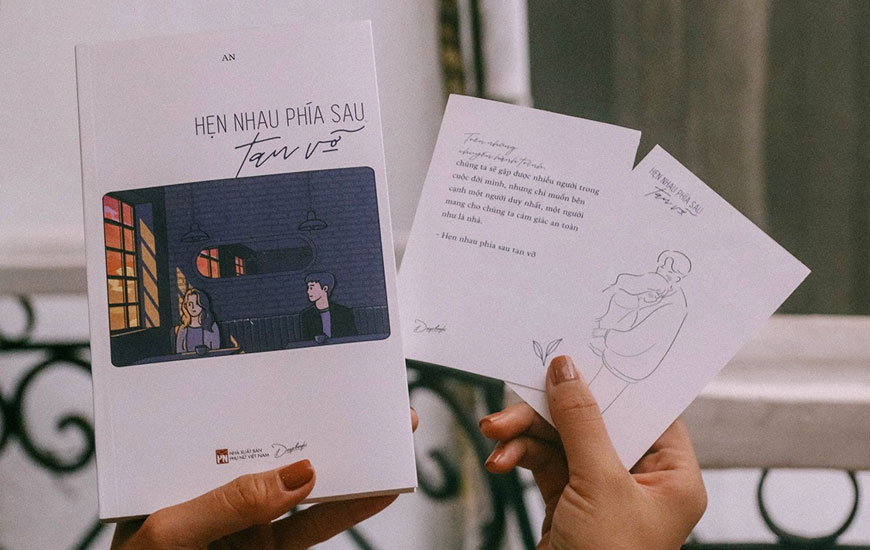 AN
HẸN NHAU PHÍA SAU
tan vỡ
NHÀ XUẤT BẢN
PHỤ NỮ VIỆT NAM
chúng ta sẽ gặp được nhiều người trong
cuộc đời mình, nhưng chỉ muốn bên
cạnh một người duy nhất, một người
mang cho chúng ta cảm giác an toàn
như là nhà.
- Hẹn nhau phía sau tan vỡ
HẸN NHAU PHÍA SAU
tan vỡ